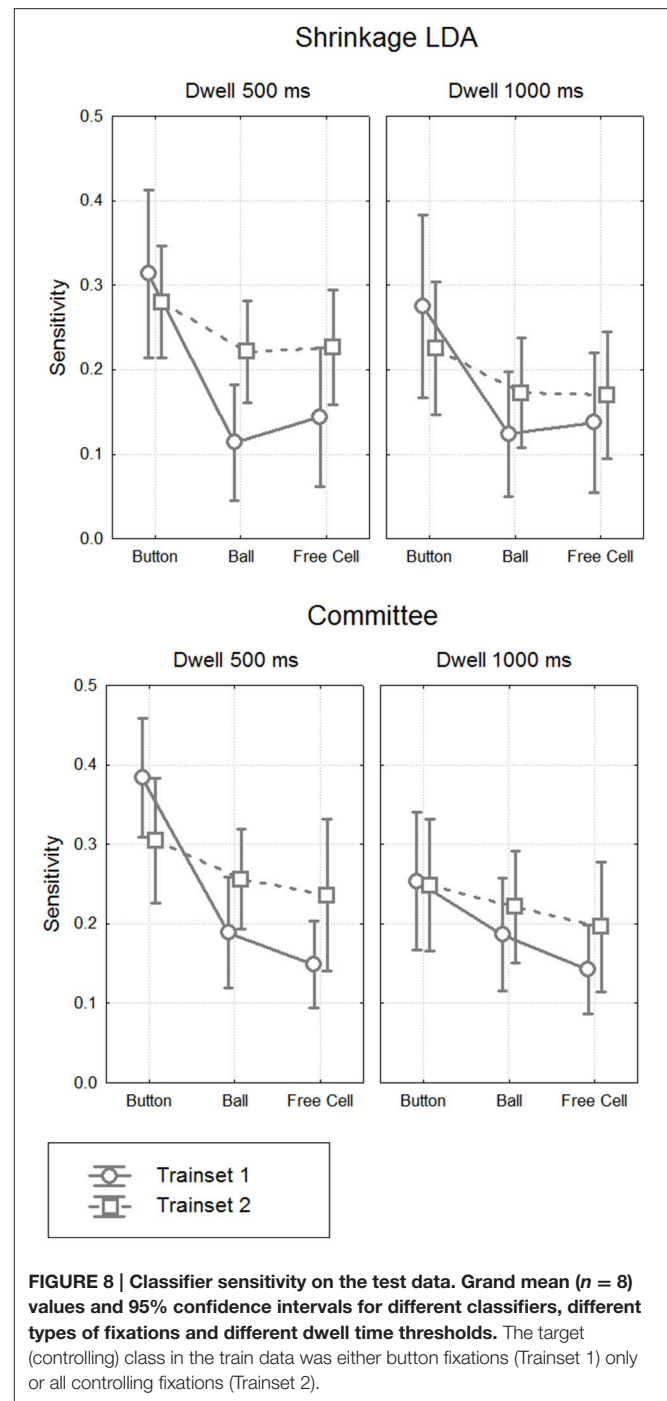 Shrinkage LDA
Dwell 500 ms
Dwell 1000 ms
0.5
0.4
0.3
0.2
0.1
0.0
Sensitivity
Button Ball Free Cell
Button Ball Free Cell
Committee
Dwell 500 ms
Dwell 1000 ms
0.5
0.4
0.3
0.2
0.1
0.0
Sensitivity
Button Ball Free Cell
Button Ball Free Cell
Trainset 1
Trainset 2
FIGURE 8 | Classifier sensitivity on the test data. Grand mean (n = 8)
values and 95% confidence intervals for different classifiers, different
types of fixations and different dwell time thresholds. The target
(controlling) class in the train data was either button fixations (Trainset 1) only
or all controlling fixations (Trainset 2).